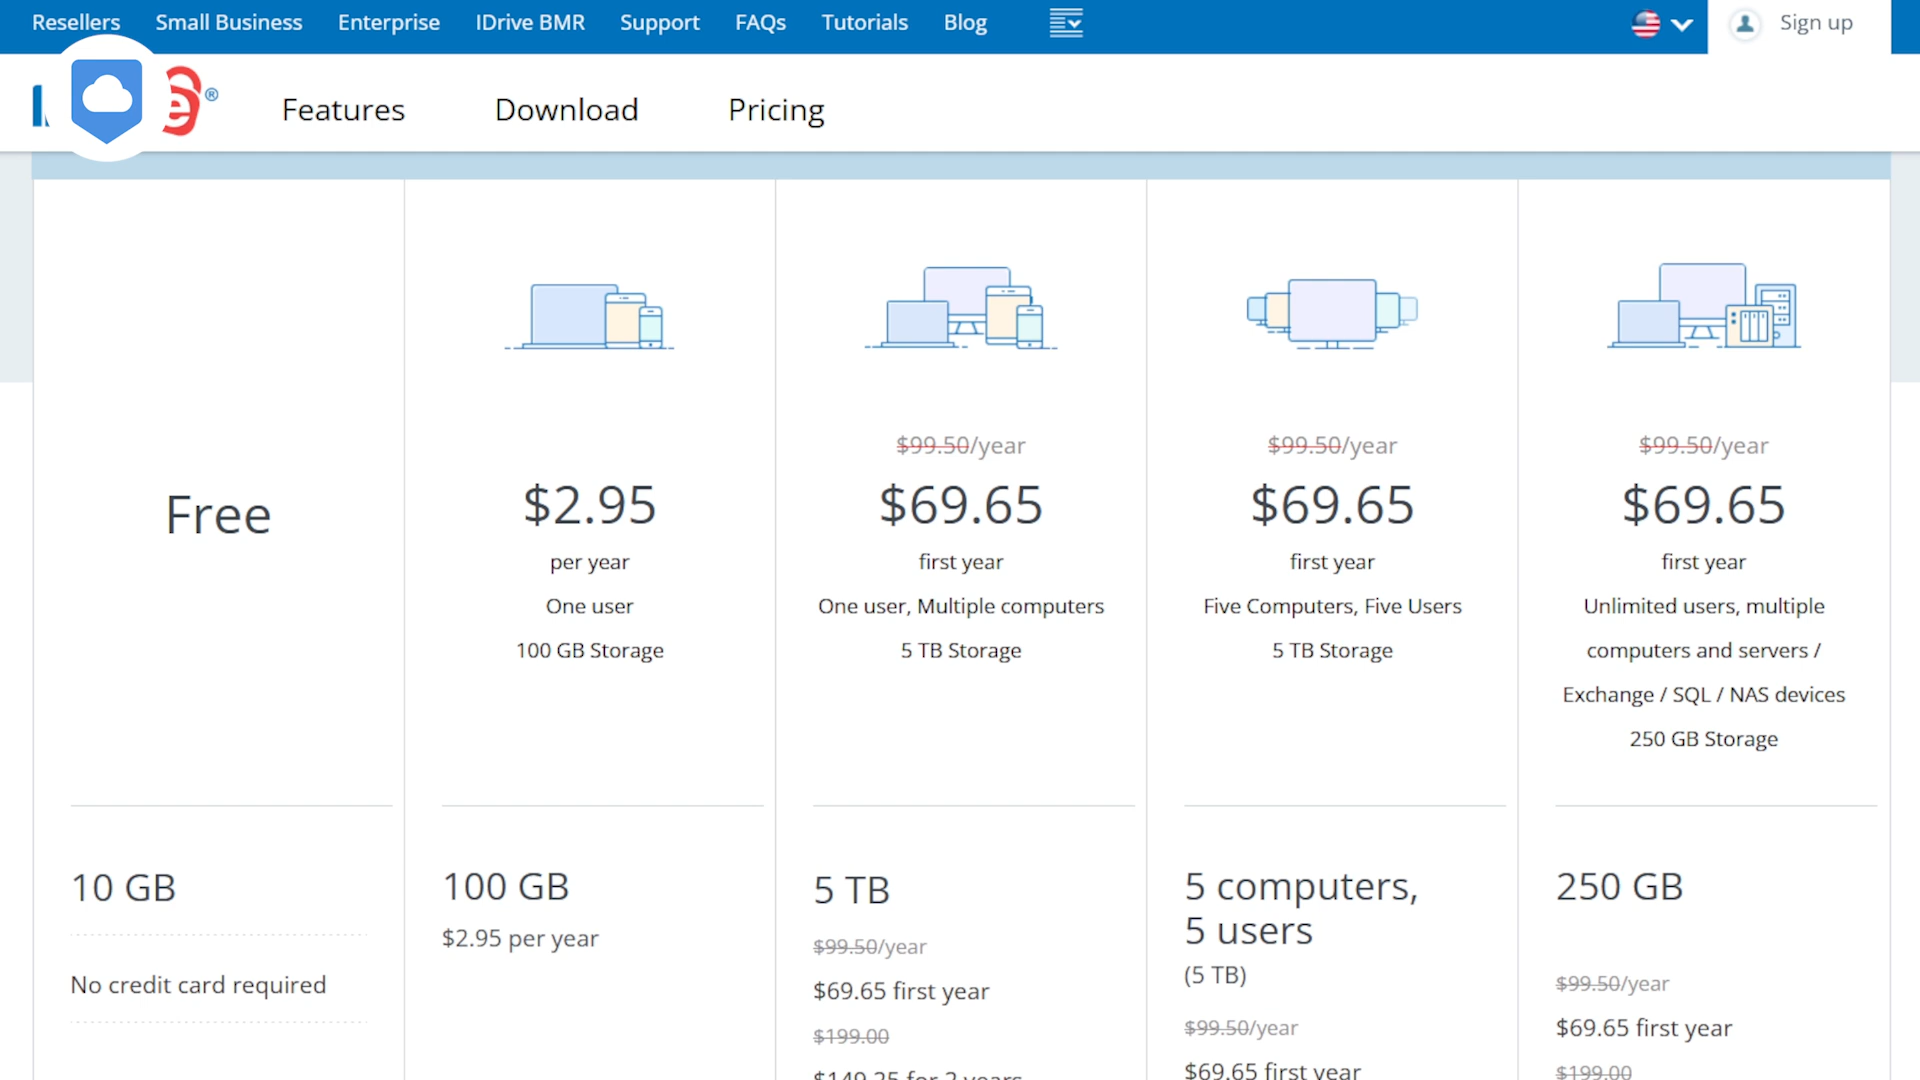 Resellers Small Business Enterprise IDrive BMR Support FAQs Tutorials Blog Sign up
e®
Features Download Pricing
Free
$2.95
per year
One user
100 GB Storage
$99.50/year
$69.65
first year
One user, Multiple computers
5 TB Storage
$99.50/year
$69.65
first year
Five Computers, Five Users
5 TB Storage
$99.50/year
$69.65
first year
Unlimited users, multiple
computers and servers /
Exchange / SQL / NAS devices
250 GB Storage
10 GB
No credit card required
100 GB
$2.95 per year
5 TB
$99.50/year
$69.65 first year
$199.00
$149.25 for 2 years
5 computers,
5 users
(5 TB)
$99.50/year
$69.65 first year
250 GB
$99.50/year
$69.65 first year
$199.00